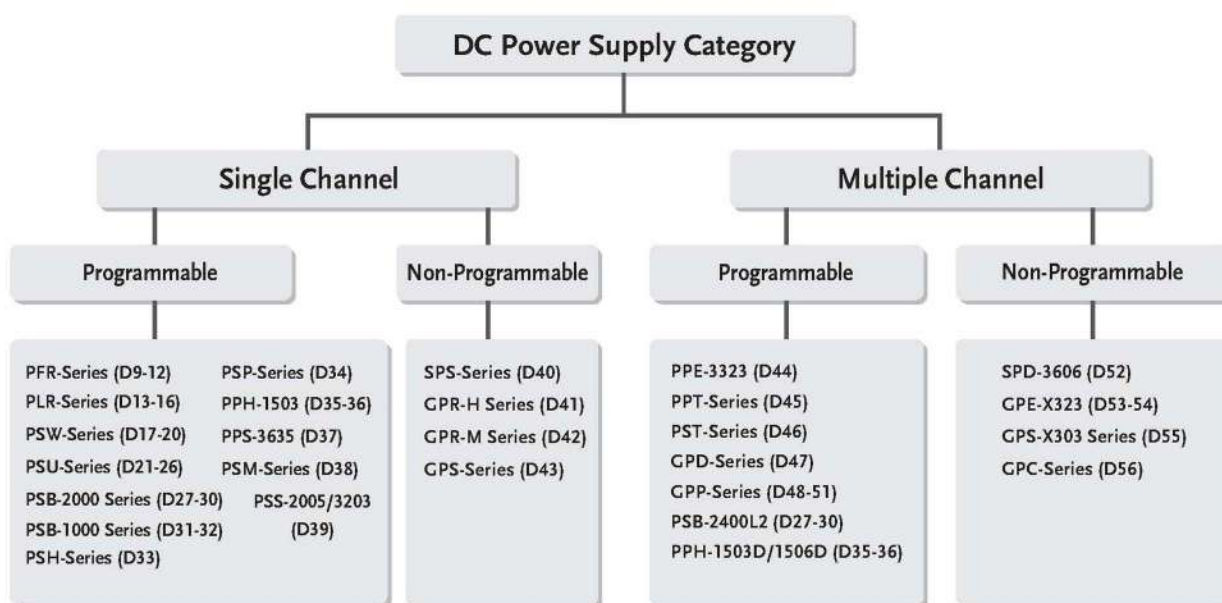 DC Power Supply Category
Single Channel
Multiple Channel
Programmable
Non-Programmable
Programmable
Non-Programmable
PFR-Series (D9-12)
PLR-Series (D13-16)
PSW-Series (D17-20)
PSU-Series (D21-26)
PSB-2000 Series (D27-30)
PSB-1000 Series (D31-32)
PSH-Series (D33)
PSP-Series (D34)
PPH-1503 (D35-36)
PPS-3635 (D37)
PSM-Series (D38)
PSS-2005/3203
(D39)
SPS-Series (D40)
GPR-H Series (D41)
GPR-M Series (D42)
GPS-Series (D43)
PPE-3323 (D44)
PPT-Series (D45)
PST-Series (D46)
GPD-Series (D47)
GPP-Series (D48-51)
PSB-2400L2 (D27-30)
PPH-1503D/1506D (D35-36)
SPD-3606 (D52)
GPE-X323 (D53-54)
GPS-X303 Series (D55)
GPC-Series (D56)